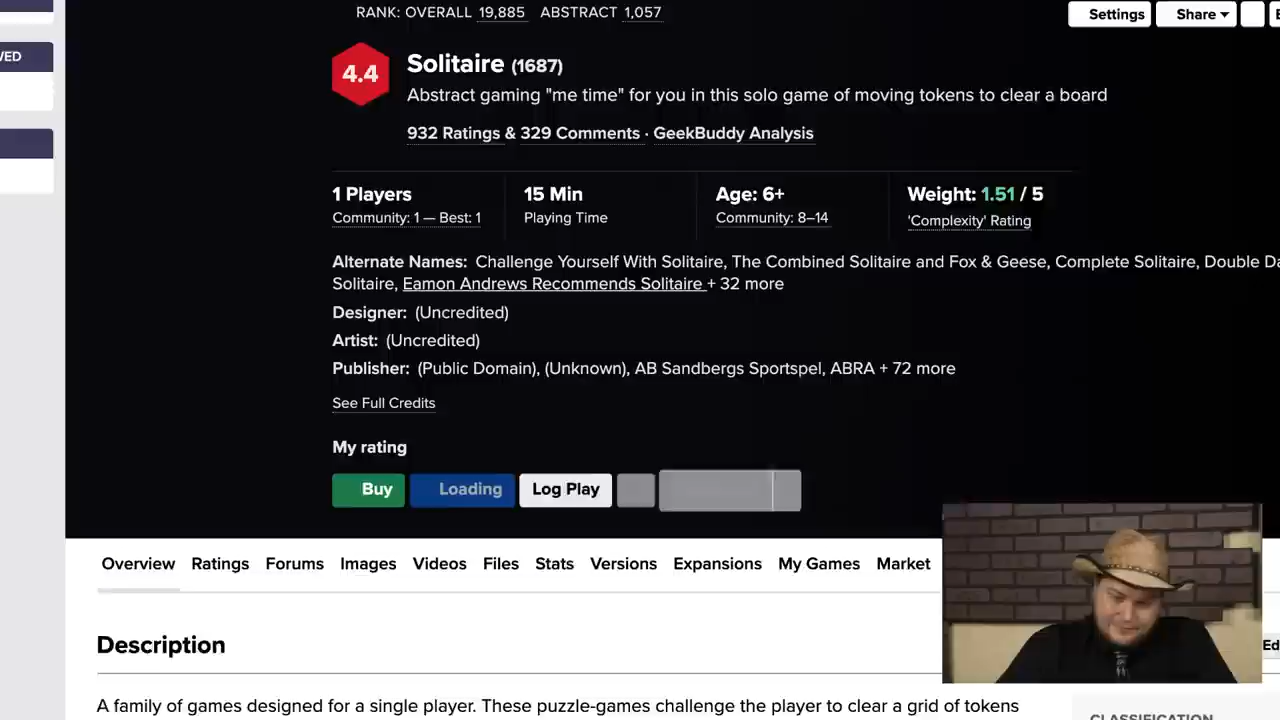 RANK: OVERALL 19,885 ABSTRACT 1,057
Settings
Share
WED
4.4
Solitaire (1687)
Abstract gaming "me time" for you in this solo game of moving tokens to clear a board
932 Ratings & 329 Comments · GeekBuddy Analysis
1 Players 15 Min Age: 6+ Weight: 1.51 / 5
Community: 1 — Best: 1 Playing Time Community: 8–14 'Complexity' Rating
Alternate Names: Challenge Yourself With Solitaire, The Combined Solitaire and Fox & Geese, Complete Solitaire, Double Da
Solitaire, Eamon Andrews Recommends Solitaire + 32 more
Designer: (Uncredited)
Artist: (Uncredited)
Publisher: (Public Domain), (Unknown), AB Sandbergs Sportspel, ABRA + 72 more
See Full Credits
My rating
Buy Loading Log Play
Overview Ratings Forums Images Videos Files Stats Versions Expansions My Games Market
Description
Ed
A family of games designed for a single player. These puzzle-games challenge the player to clear a grid of tokens
CLASSIFICATION